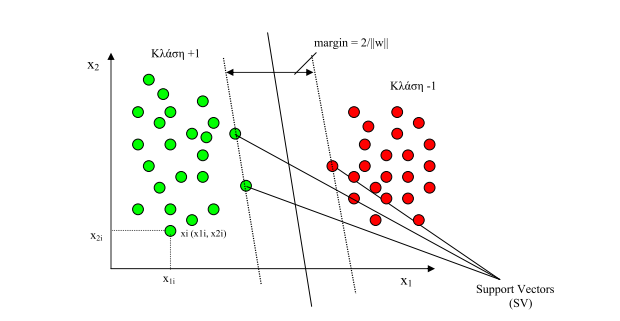 margin = 2/||w||
Κλάση +1
x2
Κλάση -1
xi (x1i, x2i)
x2i
x1i
x1
Support Vectors
(SV)